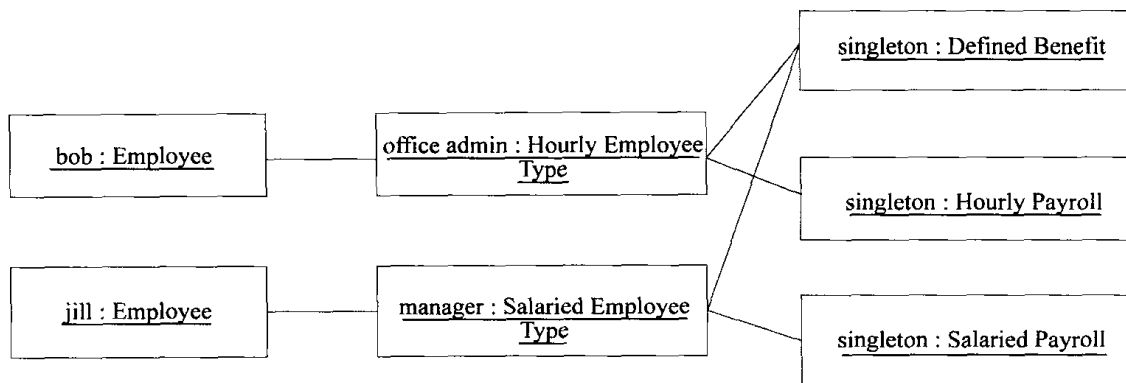 singleton : Defined Benefit
bob : Employee
office admin : Hourly Employee
Type
singleton : Hourly Payroll
jill : Employee
manager : Salaried Employee
Type
singleton : Salaried Payroll